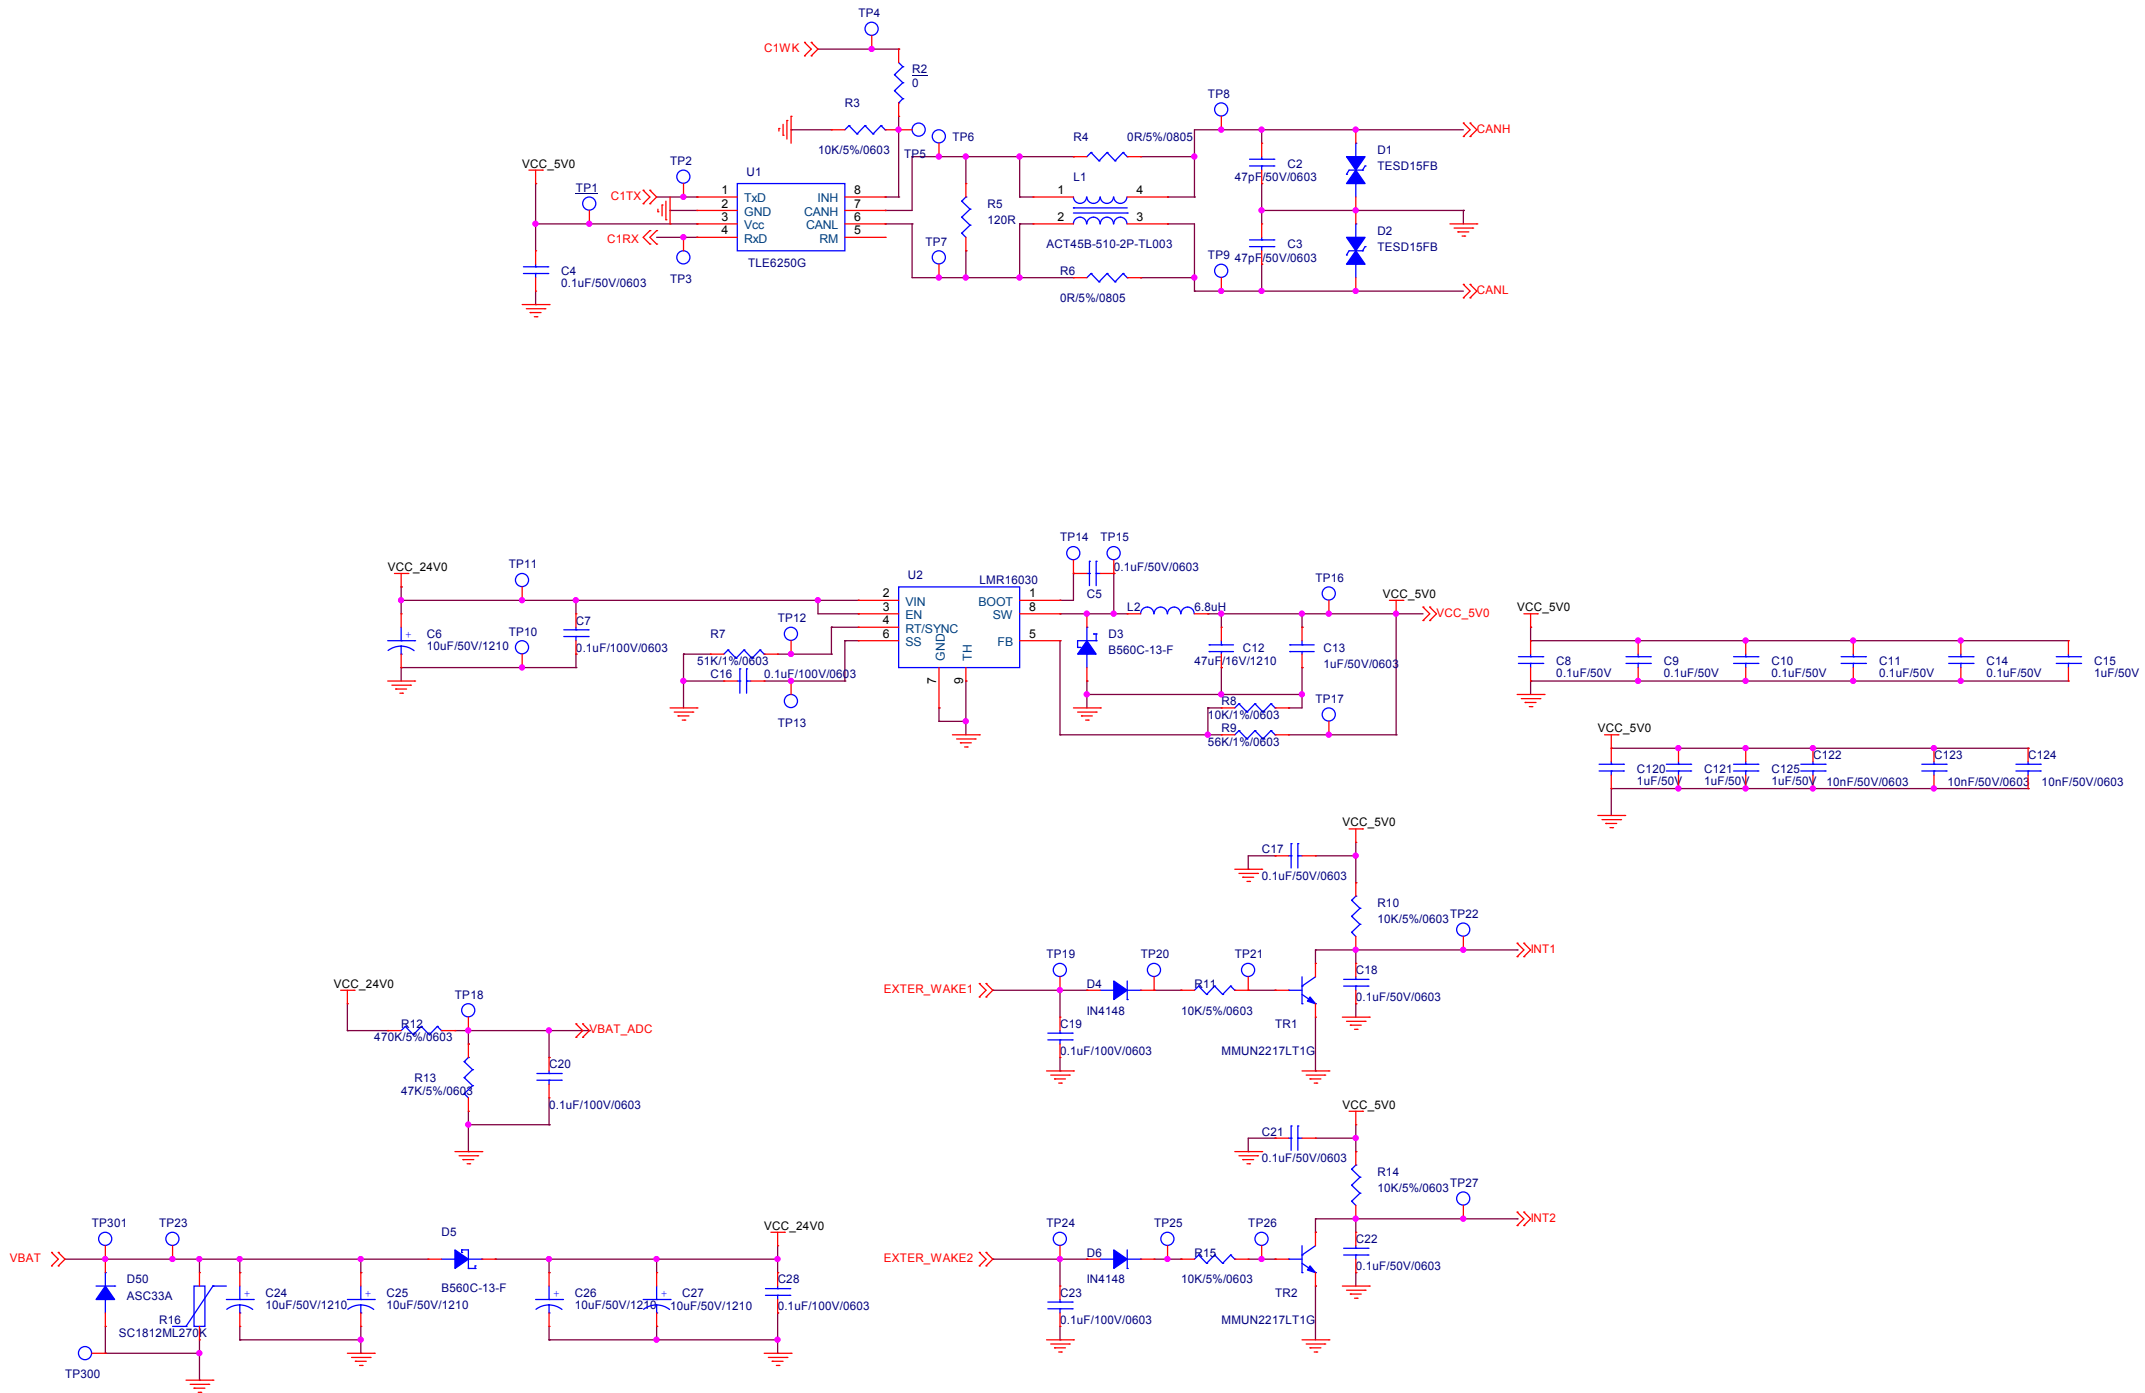 TP4
C1WK
R2
0
R3
10K/5%/0603
TP5
TP6
VCC_5V0
TP1
TP2
C1TX
C1RX
TP3
C4
0.1uF/50V/0603
U1
1 TxD
2 GND
3 Vcc
4 RxD
INH 8
CANH 7
CANL 6
RM 5
TLE6250G
TP7
R5
120R
R4
0R/5%/0805
L1
1
4
2
3
ACT45B-510-2P-TL003
R6
0R/5%/0805
TP8
TP9
C2
47pF/50V/0603
C3
47pF/50V/0603
D1
TESD15FB
D2
TESD15FB
CANH
CANL
VCC_24V0
TP11
C6
10uF/50V/1210
TP10
C7
0.1uF/100V/0603
R7
51K/1%/0603
TP12
C16
0.1uF/100V/0603
TP13
U2
LMR16030
2 VIN
3 EN
4 RT/SYNC
6 SS
BOOT 1
SW 8
FB 5
GND 7
TH 9
TP14
TP15
C5
0.1uF/50V/0603
D3
B560C-13-F
L2
6.8uH
C12
47uF/16V/1210
C13
1uF/50V/0603
TP16
VCC_5V0
VCC_5V0
R8
10K/1%/0603
R9
56K/1%/0603
TP17
VCC_5V0
C8
0.1uF/50V
C9
0.1uF/50V
C10
0.1uF/50V
C11
0.1uF/50V
C14
0.1uF/50V
C15
1uF/50V
VCC_5V0
C120
1uF/50V
C121
1uF/50V
C125
1uF/50V
C122
10nF/50V/0603
C123
10nF/50V/0603
C124
10nF/50V/0603
VCC_5V0
C17
0.1uF/50V/0603
R10
10K/5%/0603
TP22
INT1
EXTER_WAKE1
TP19
C19
0.1uF/100V/0603
D4
IN4148
TP20
R11
10K/5%/0603
TP21
TR1
MMUN2217LT1G
C18
0.1uF/50V/0603
VCC_24V0
R12
470K/5%/0603
TP18
VBAT_ADC
R13
47K/5%/0603
C20
0.1uF/100V/0603
VCC_5V0
C21
0.1uF/50V/0603
R14
10K/5%/0603
TP27
INT2
EXTER_WAKE2
TP24
C23
0.1uF/100V/0603
D6
IN4148
TP25
R15
10K/5%/0603
TP26
TR2
MMUN2217LT1G
C22
0.1uF/50V/0603
VBAT
TP301
TP23
D50
ASC33A
R16
SC1812ML270K
TP300
C24
10uF/50V/1210
C25
10uF/50V/1210
D5
B560C-13-F
C26
10uF/50V/1210
C27
10uF/50V/1210
VCC_24V0
C28
0.1uF/100V/0603